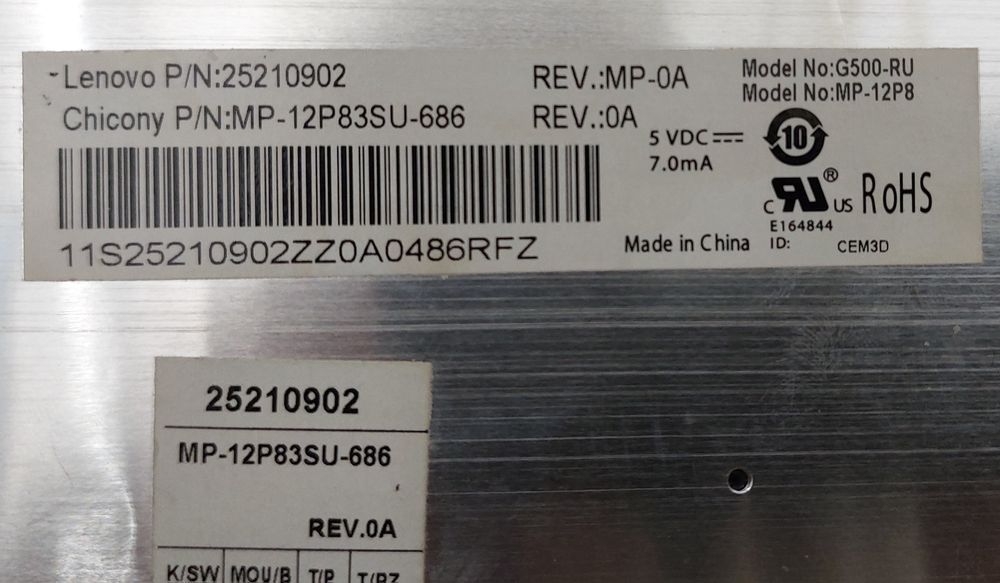 Lenovo P/N:25210902 REV.:MP-0A Model No:G500-RU
Model No:MP-12P8
Chicony P/N:MP-12P83SU-686 REV.:0A
5 VDC
7.0mA
10
c RU ® US RoHS
E164844
ID: CEM3D
Made in China
11S25210902ZZ0A0486RFZ
25210902
MP-12P83SU-686
REV.0A
K/SW MOU/B T/P T/PZ